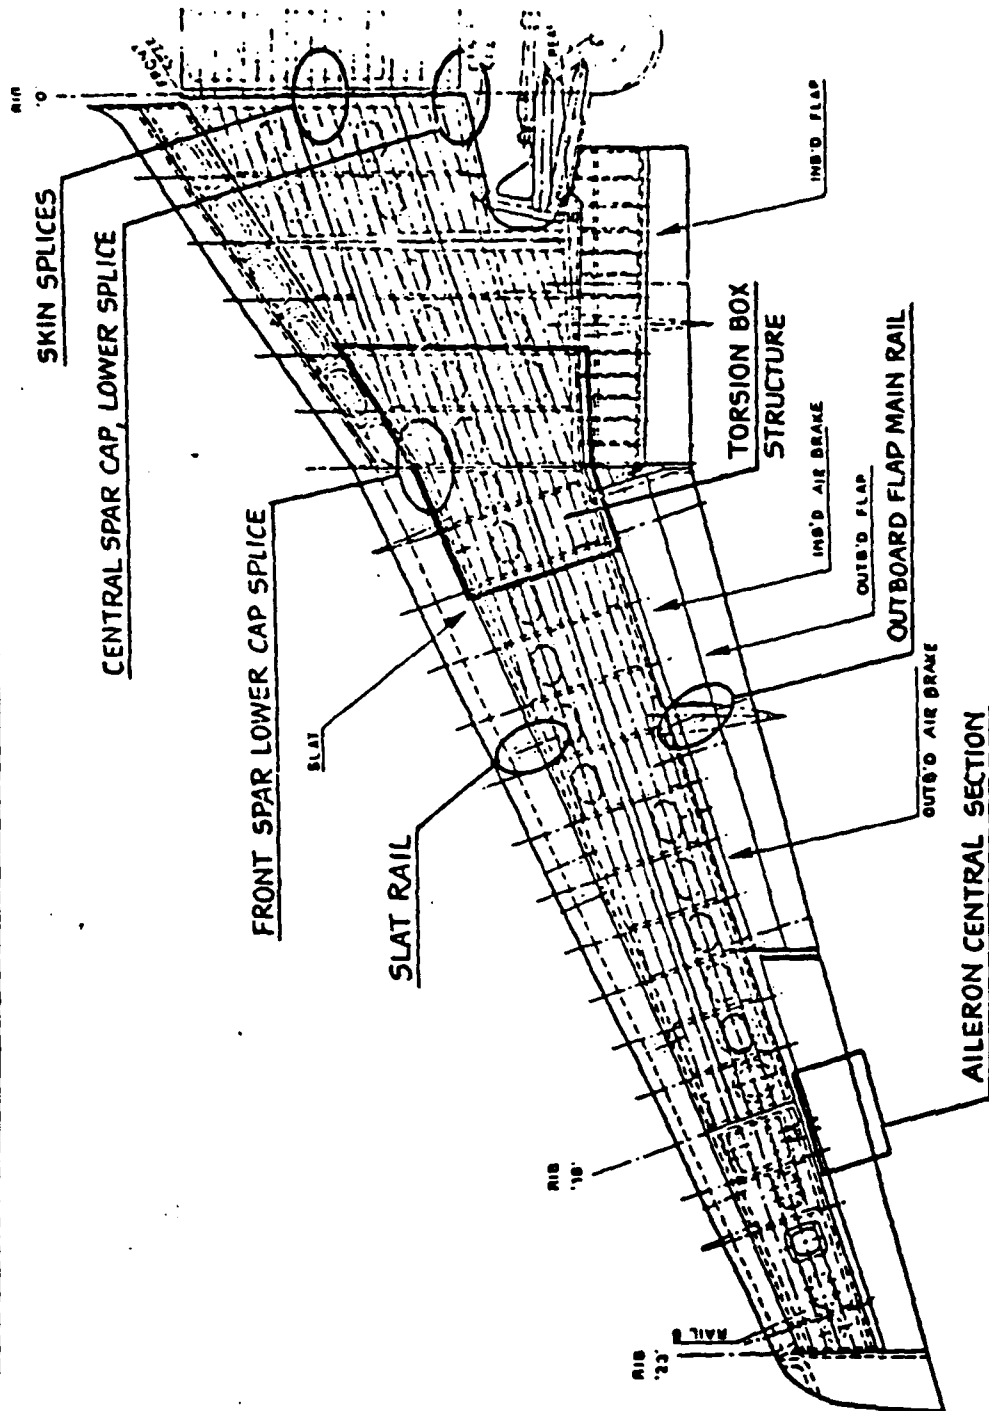 RIB
'0'
FRONT
SKIN SPLICES
CENTRAL SPAR CAP, LOWER SPLICE
FRONT SPAR LOWER CAP SPLICE
SLAT
SLAT RAIL
RIB
'18'
RAIL 8
RIB
'23'
INB'D FLAP
TORSION BOX
STRUCTURE
INB'D AIR BRAKE
OUTB'D FLAP
OUTBOARD FLAP MAIN RAIL
OUTB'D AIR BRAKE
AILERON CENTRAL SECTION